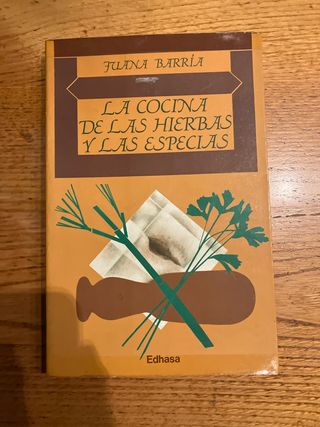 JUANA BARRÍA
LA COCINA
DE LAS HIERBAS
Y LAS ESPECIAS
Edhasa